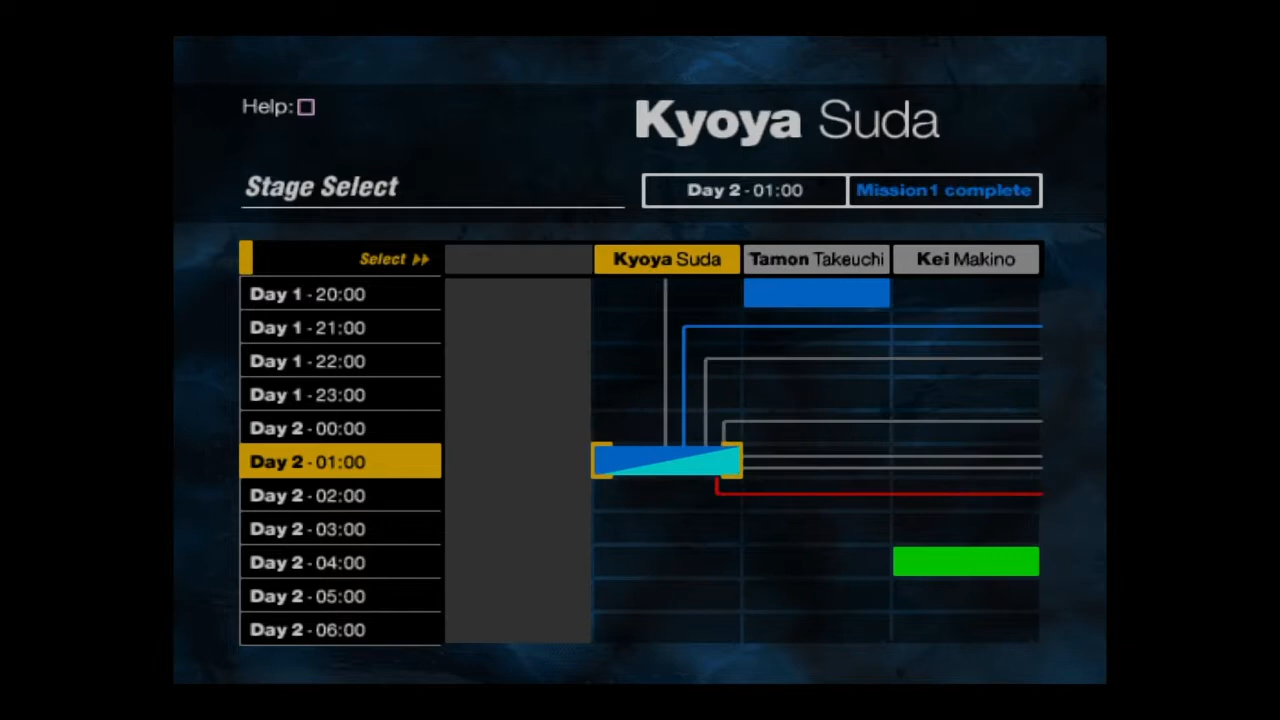 Help:
Kyoya Suda
Stage Select
Day 2 - 01:00
Mission1 complete
Select
Kyoya Suda
Tamon Takeuchi
Kei Makino
Day 1 - 20:00
Day 1 - 21:00
Day 1 - 22:00
Day 1 - 23:00
Day 2 - 00:00
Day 2 - 01:00
Day 2 - 02:00
Day 2 - 03:00
Day 2 - 04:00
Day 2 - 05:00
Day 2 - 06:00